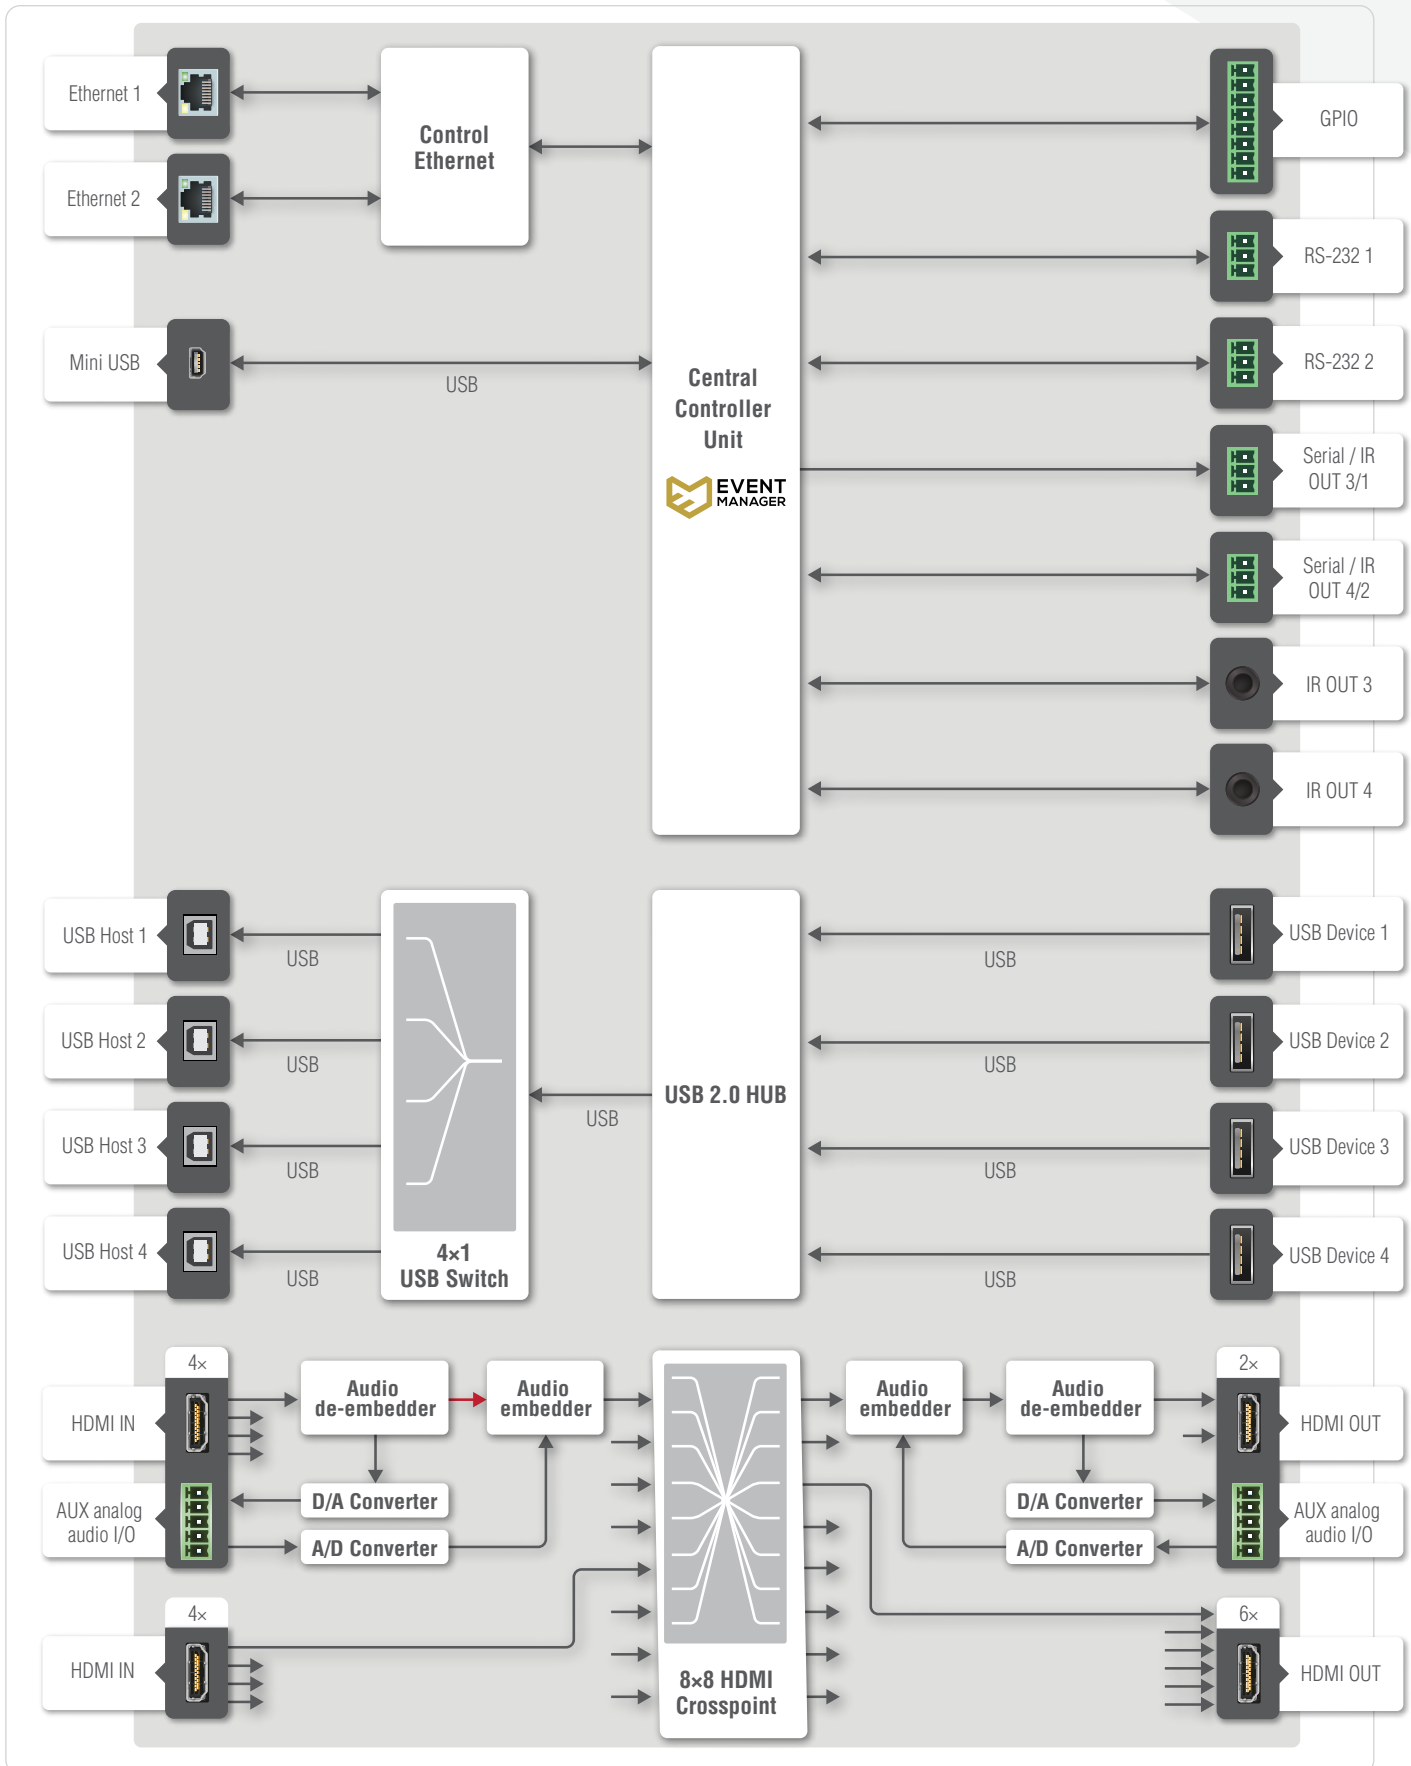 Ethernet 1
Ethernet 2
Control
Ethernet
Mini USB
USB
Central
Controller
Unit
EVENT
MANAGER
GPIO
RS-232 1
RS-232 2
Serial / IR
OUT 3/1
Serial / IR
OUT 4/2
IR OUT 3
IR OUT 4
USB Host 1
USB
USB Host 2
USB
USB Host 3
USB
USB Host 4
USB
4×1
USB Switch
USB
USB 2.0 HUB
USB
USB Device 1
USB
USB Device 2
USB
USB Device 3
USB
USB Device 4
4×
HDMI IN
AUX analog
audio I/O
Audio
de-embedder
Audio
embedder
D/A Converter
A/D Converter
4×
HDMI IN
8×8 HDMI
Crosspoint
Audio
embedder
Audio
de-embedder
D/A Converter
A/D Converter
2×
HDMI OUT
AUX analog
audio I/O
6×
HDMI OUT